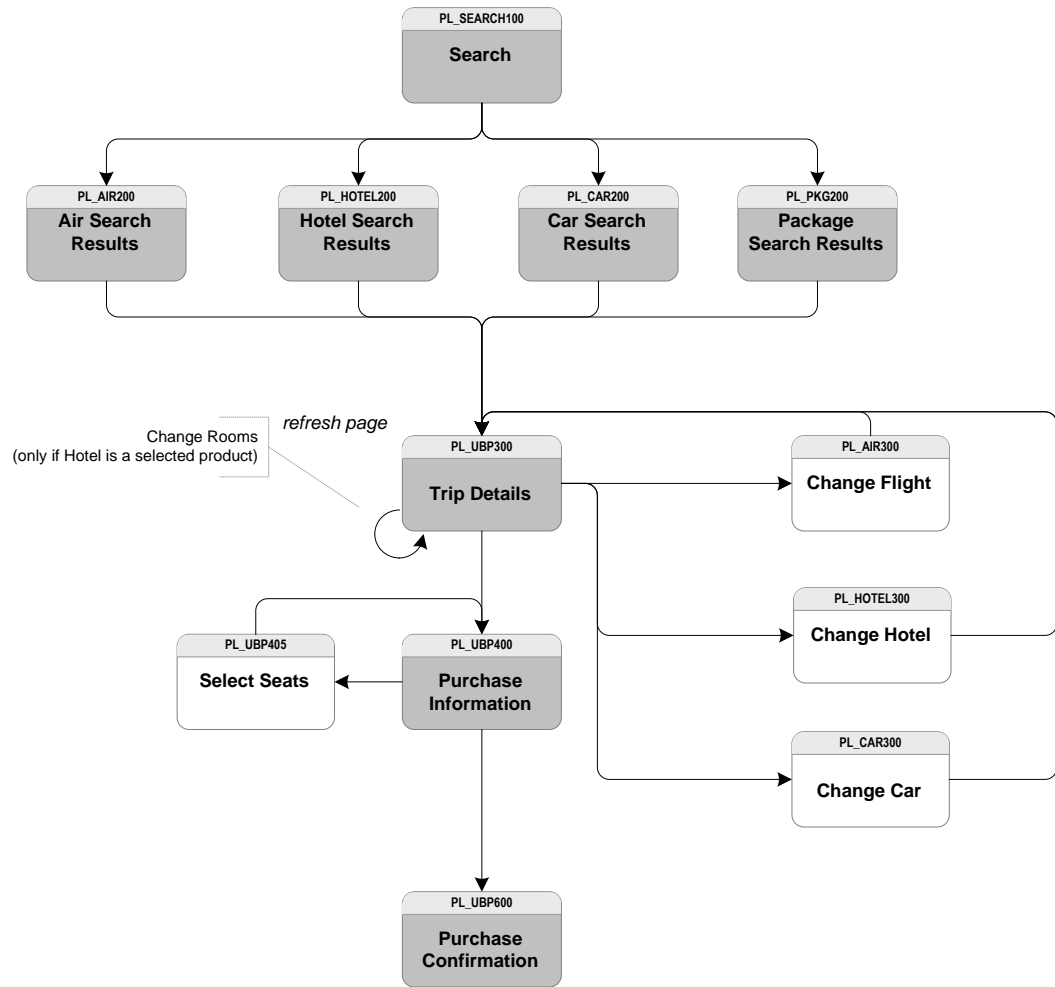 PL_SEARCH100
Search
PL_AIR200
Air Search
Results
PL_HOTEL200
Hotel Search
Results
PL_CAR200
Car Search
Results
PL_PKG200
Package
Search Results
refresh page
Change Rooms
(only if Hotel is a selected product)
PL_UBP300
Trip Details
PL_AIR300
Change Flight
PL_HOTEL300
Change Hotel
PL_UBP405
Select Seats
PL_UBP400
Purchase
Information
PL_CAR300
Change Car
PL_UBP600
Purchase
Confirmation